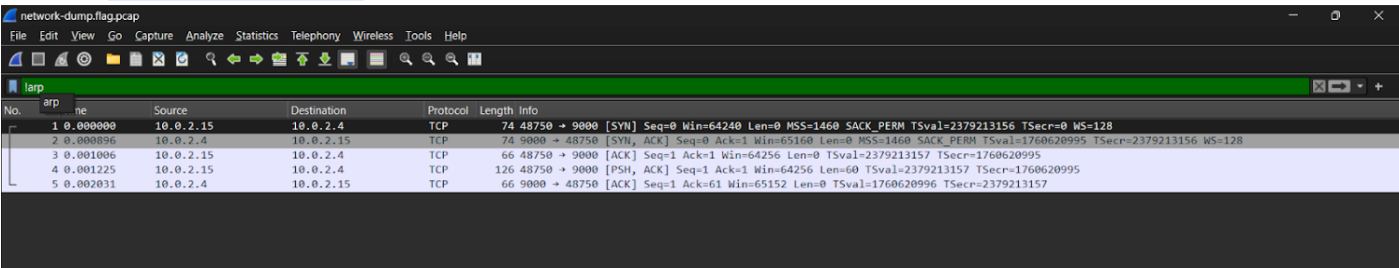 network-dump.flag.pcap
File Edit View Go Capture Analyze Statistics Telephony Wireless Tools Help
!arp
arp
No. me Source Destination Protocol Length Info
1 0.000000 10.0.2.15 10.0.2.4 TCP 74 48750 → 9000 [SYN] Seq=0 Win=64240 Len=0 MSS=1460 SACK_PERM TSval=2379213156 TSecr=0 WS=128
2 0.000896 10.0.2.4 10.0.2.15 TCP 74 9000 → 48750 [SYN, ACK] Seq=0 Ack=1 Win=65160 Len=0 MSS=1460 SACK_PERM TSval=1760620995 TSecr=2379213156 WS=128
3 0.001006 10.0.2.15 10.0.2.4 TCP 66 48750 → 9000 [ACK] Seq=1 Ack=1 Win=64256 Len=0 TSval=2379213157 TSecr=1760620995
4 0.001225 10.0.2.15 10.0.2.4 TCP 126 48750 → 9000 [PSH, ACK] Seq=1 Ack=1 Win=64256 Len=60 TSval=2379213157 TSecr=1760620995
5 0.002031 10.0.2.4 10.0.2.15 TCP 66 9000 → 48750 [ACK] Seq=1 Ack=61 Win=65152 Len=0 TSval=1760620996 TSecr=2379213157